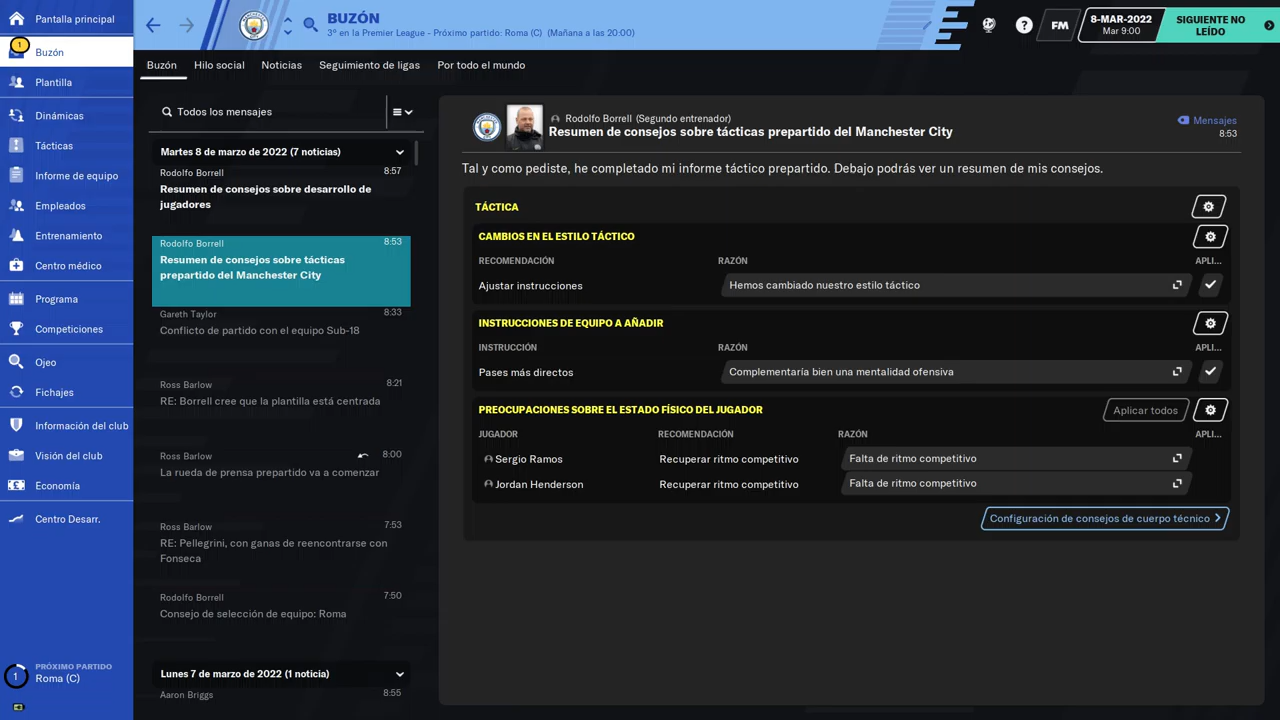 Pantalla principal
1
Buzón
Plantilla
Dinámicas
Tácticas
Informe de equipo
Empleados
Entrenamiento
Centro médico
Programa
Competiciones
Ojeo
Fichajes
Información del club
Visión del club
Economía
Centro Desarr.
PRÓXIMO PARTIDO
1
Roma (C)
BUZÓN
3º en la Premier League - Próximo partido: Roma (C) (Mañana a las 20:00)
?
FM
8-MAR-2022
Mar 9:00
SIGUIENTE NO
LEÍDO
Buzón Hilo social Noticias Seguimiento de ligas Por todo el mundo
Todos los mensajes
Martes 8 de marzo de 2022 (7 noticias)
Rodolfo Borrell 8:57
Resumen de consejos sobre desarrollo de
jugadores
Rodolfo Borrell 8:53
Resumen de consejos sobre tácticas
prepartido del Manchester City
Gareth Taylor 8:33
Conflicto de partido con el equipo Sub-18
Ross Barlow 8:21
RE: Borrell cree que la plantilla está centrada
Ross Barlow 8:00
La rueda de prensa prepartido va a comenzar
Ross Barlow 7:53
RE: Pellegrini, con ganas de reencontrarse con
Fonseca
Rodolfo Borrell 7:50
Consejo de selección de equipo: Roma
Lunes 7 de marzo de 2022 (1 noticia)
Aaron Briggs 8:55
Rodolfo Borrell (Segundo entrenador)
Resumen de consejos sobre tácticas prepartido del Manchester City
Mensajes
8:53
Tal y como pediste, he completado mi informe táctico prepartido. Debajo podrás ver un resumen de mis consejos.
TÁCTICA
CAMBIOS EN EL ESTILO TÁCTICO
RECOMENDACIÓN RAZÓN APLI...
Ajustar instrucciones Hemos cambiado nuestro estilo táctico
INSTRUCCIONES DE EQUIPO A AÑADIR
INSTRUCCIÓN RAZÓN APLI...
Pases más directos Complementaría bien una mentalidad ofensiva
PREOCUPACIONES SOBRE EL ESTADO FÍSICO DEL JUGADOR Aplicar todos
JUGADOR RECOMENDACIÓN RAZÓN APLI...
Sergio Ramos Recuperar ritmo competitivo Falta de ritmo competitivo
Jordan Henderson Recuperar ritmo competitivo Falta de ritmo competitivo
Configuración de consejos de cuerpo técnico